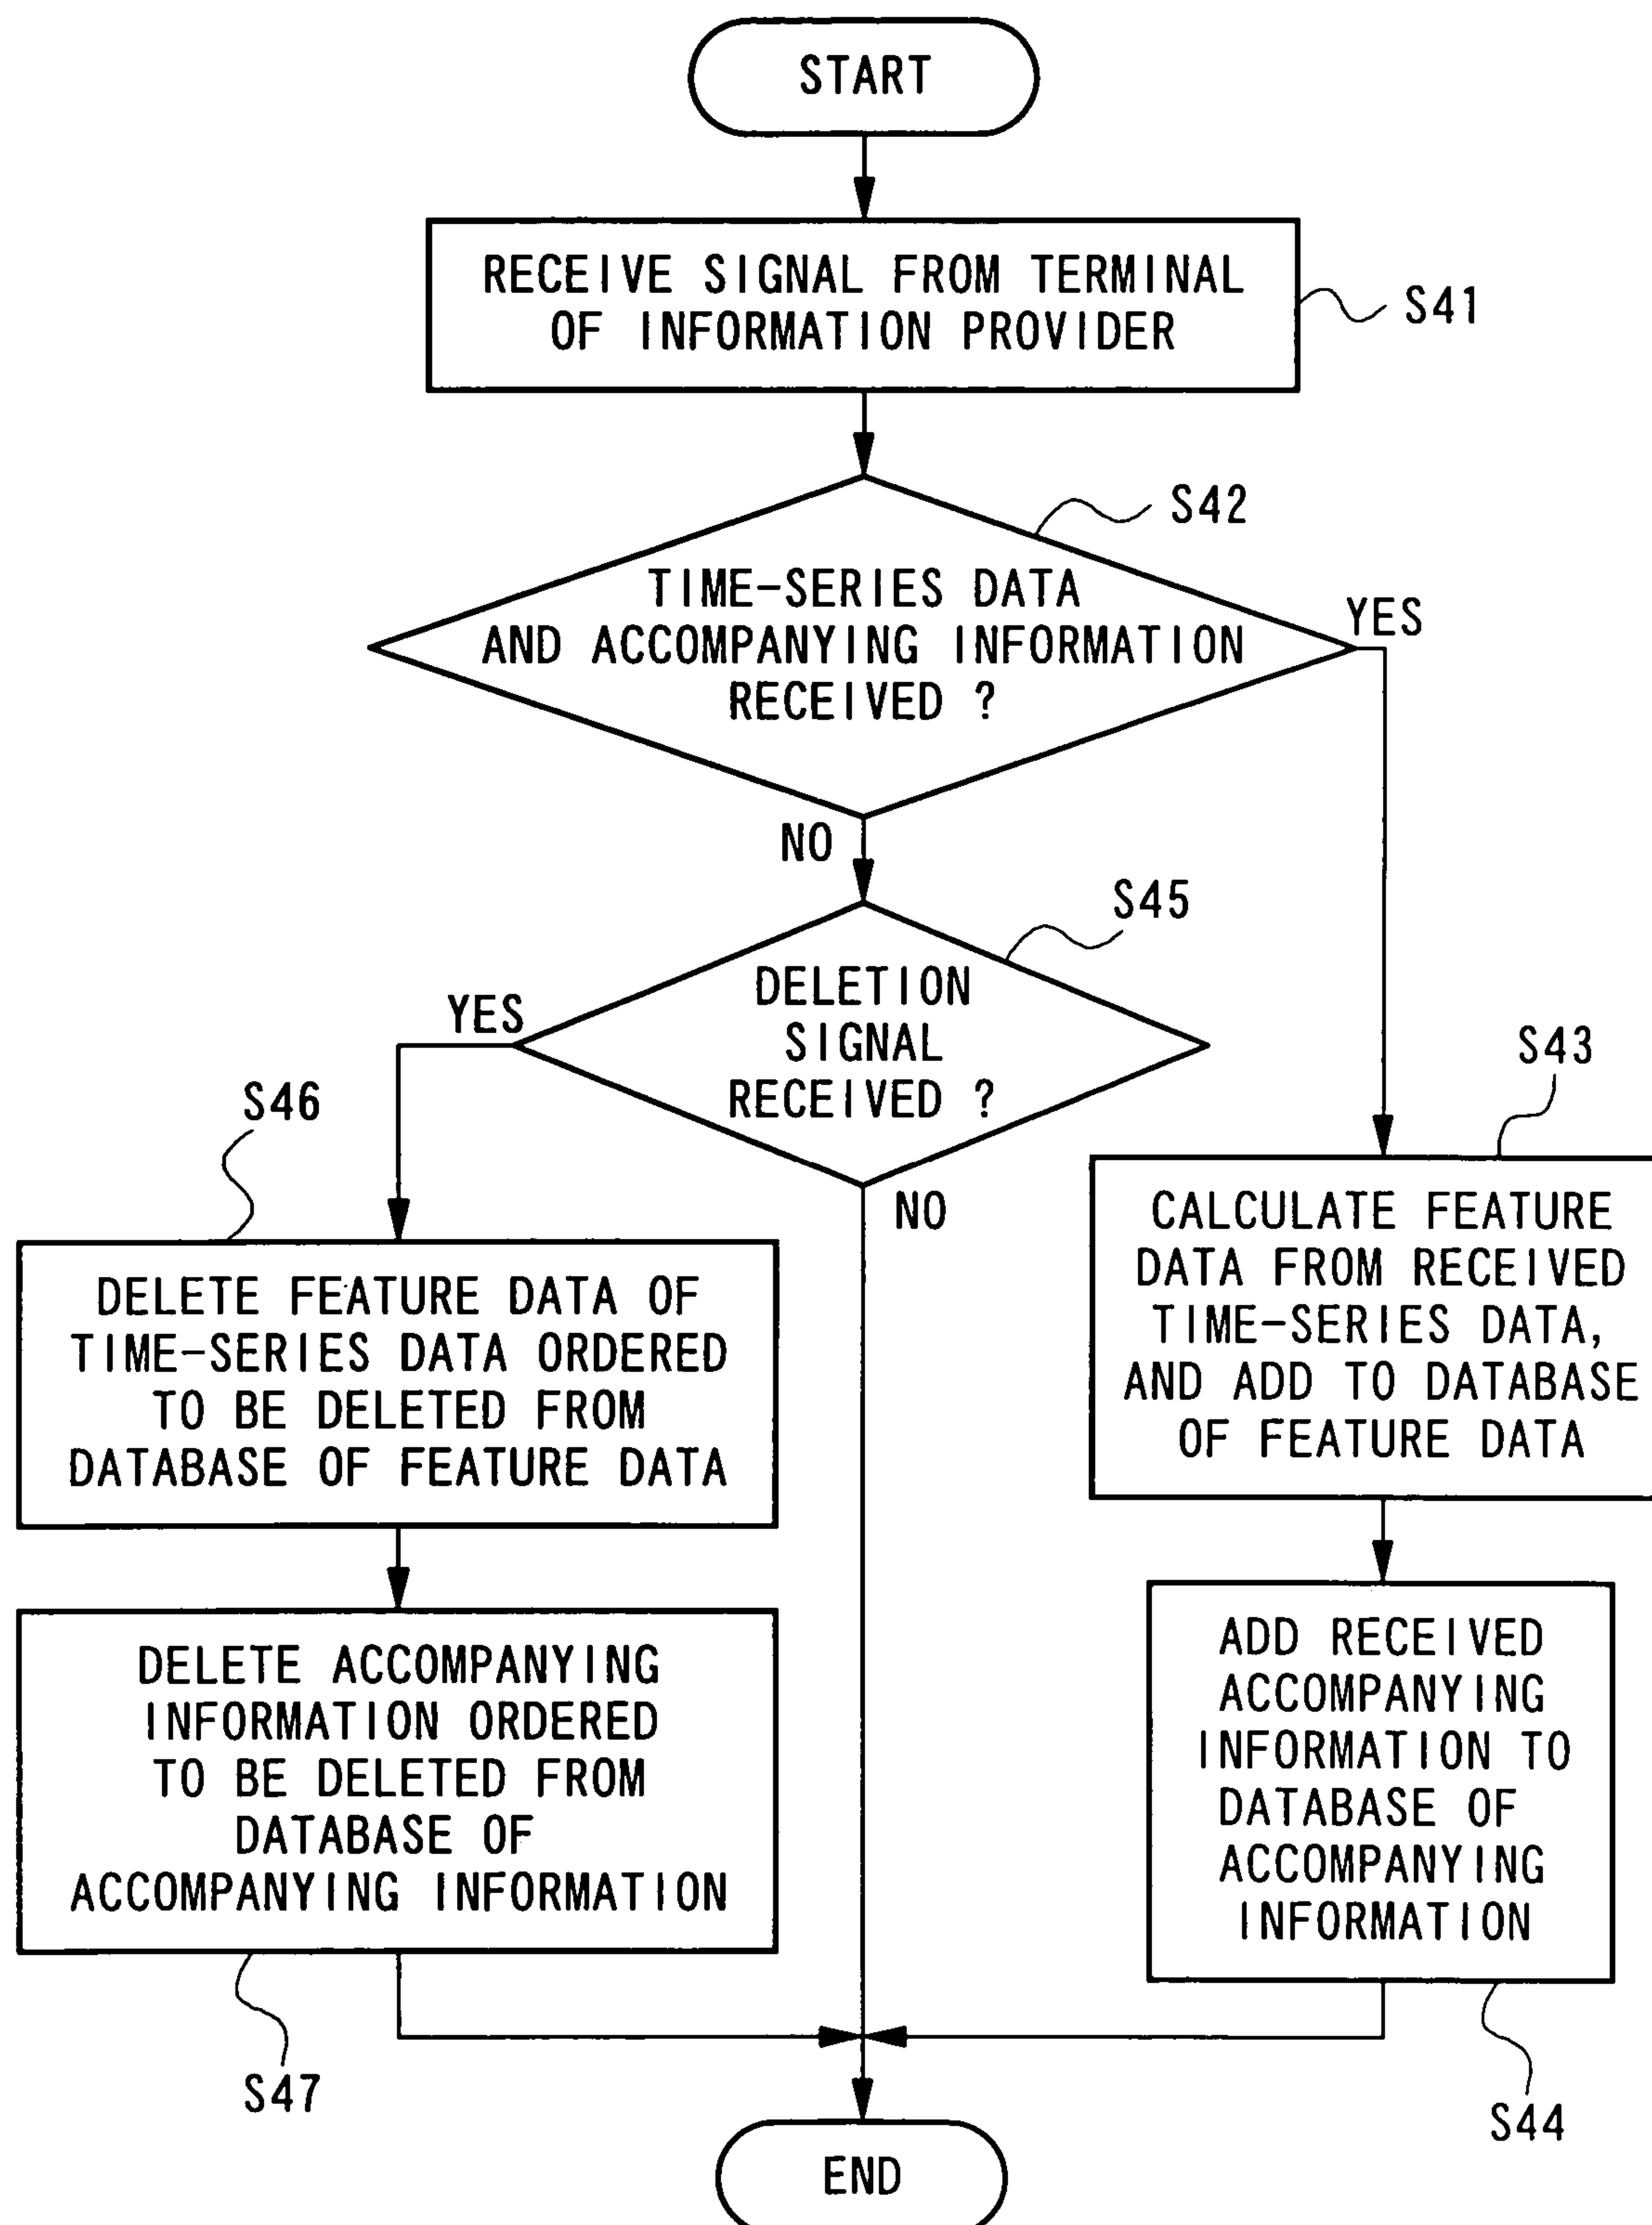 START
RECEIVE SIGNAL FROM TERMINAL
OF INFORMATION PROVIDER
S41
S42
TIME-SERIES DATA
AND ACCOMPANYING INFORMATION
RECEIVED ?
YES
NO
S45
DELETION
SIGNAL
RECEIVED ?
YES
NO
S46
DELETE FEATURE DATA OF
TIME-SERIES DATA ORDERED
TO BE DELETED FROM
DATABASE OF FEATURE DATA
S43
CALCULATE FEATURE
DATA FROM RECEIVED
TIME-SERIES DATA,
AND ADD TO DATABASE
OF FEATURE DATA
DELETE ACCOMPANYING
INFORMATION ORDERED
TO BE DELETED FROM
DATABASE OF
ACCOMPANYING INFORMATION
S47
ADD RECEIVED
ACCOMPANYING
INFORMATION TO
DATABASE OF
ACCOMPANYING
INFORMATION
S44
END